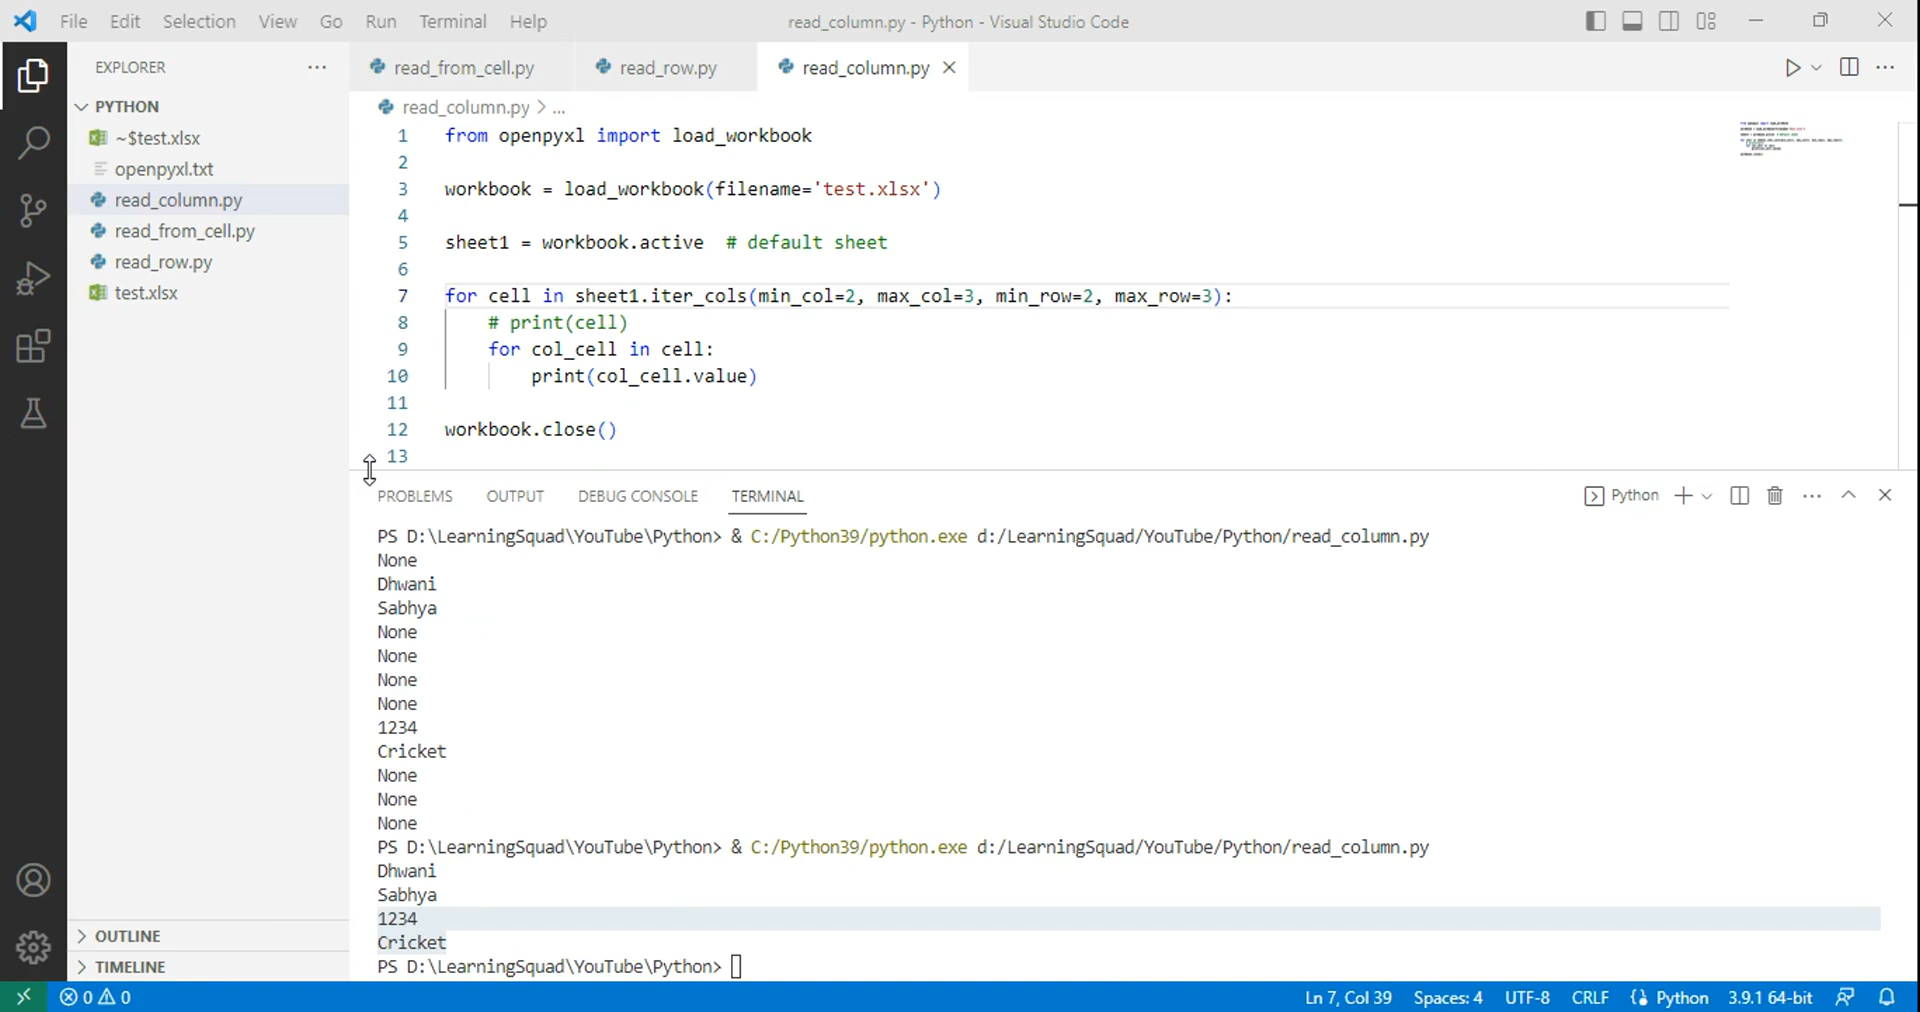 File Edit Selection View Go Run Terminal Help
read_column.py - Python - Visual Studio Code
EXPLORER
PYTHON
~$test.xlsx
openpyxl.txt
read_column.py
read_from_cell.py
read_row.py
test.xlsx
OUTLINE
TIMELINE
read_from_cell.py read_row.py read_column.py
read_column.py > ...
1 from openpyxl import load_workbook
2
3 workbook = load_workbook(filename='test.xlsx')
4
5 sheet1 = workbook.active # default sheet
6
7 for cell in sheet1.iter_cols(min_col=2, max_col=3, min_row=2, max_row=3):
8 # print(cell)
9 for col_cell in cell:
10 print(col_cell.value)
11
12 workbook.close()
13
PROBLEMS OUTPUT DEBUG CONSOLE TERMINAL
Python
PS D:\LearningSquad\YouTube\Python> & C:/Python39/python.exe d:/LearningSquad/YouTube/Python/read_column.py
None
Dhwani
Sabhya
None
None
None
None
1234
Cricket
None
None
None
PS D:\LearningSquad\YouTube\Python> & C:/Python39/python.exe d:/LearningSquad/YouTube/Python/read_column.py
Dhwani
Sabhya
1234
Cricket
PS D:\LearningSquad\YouTube\Python>
0 0
Ln 7, Col 39 Spaces: 4 UTF-8 CRLF Python 3.9.1 64-bit